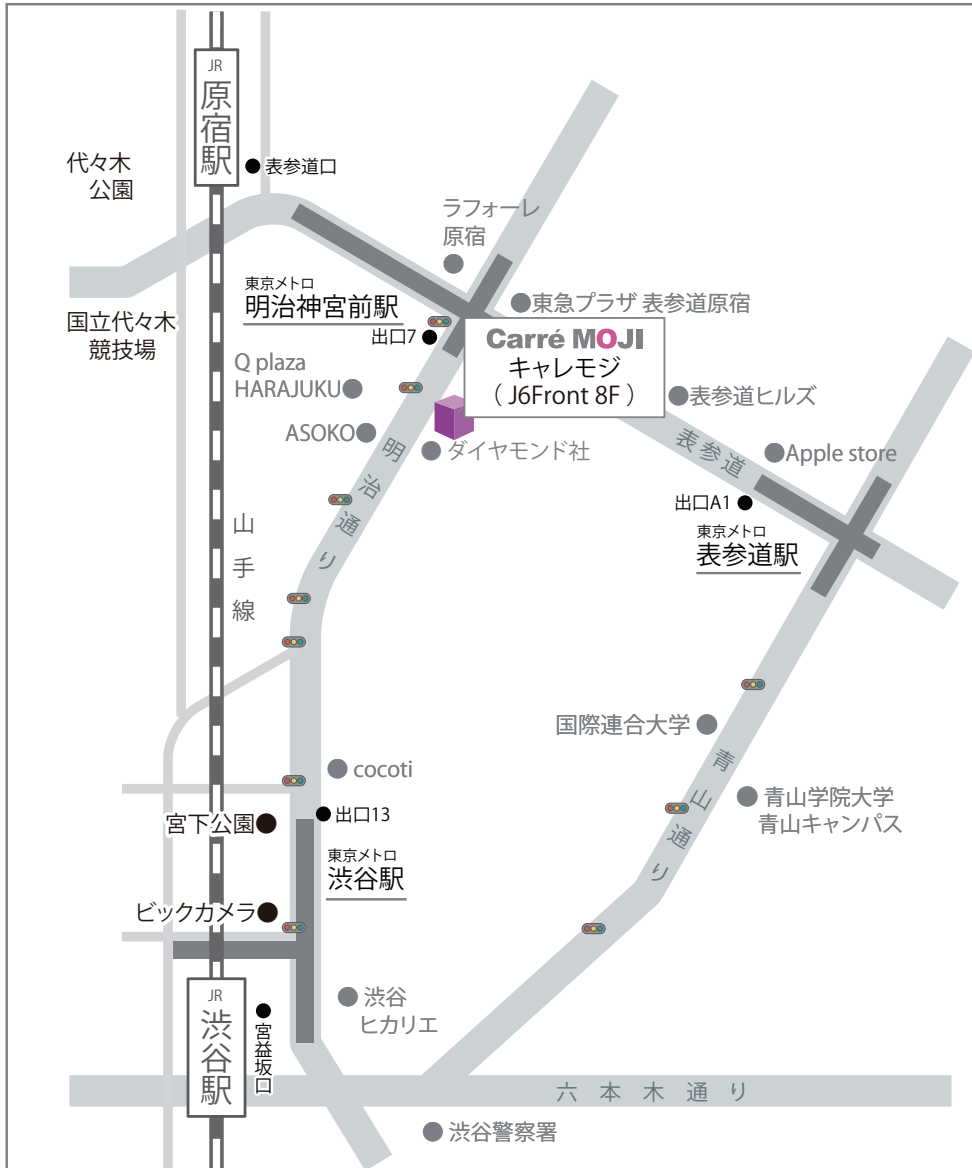 JR
原宿駅
表参道口
代々木
公園
ラフォーレ
原宿
東京メトロ
明治神宮前駅
東急プラザ 表参道原宿
国立代々木
競技場
出口7
Carré MOJI
キャレモジ
( J6Front 8F )
Q plaza
HARAJUKU
表参道ヒルズ
ASOKO
ダイヤモンド社
明治通り
表参道
Apple store
出口A1
東京メトロ
表参道駅
山手線
国際連合大学
青山通り
cocoti
青山学院大学
青山キャンパス
出口13
宮下公園
東京メトロ
渋谷駅
ビックカメラ
JR
渋谷駅
宮益坂口
渋谷
ヒカリエ
六本木通り
渋谷警察署